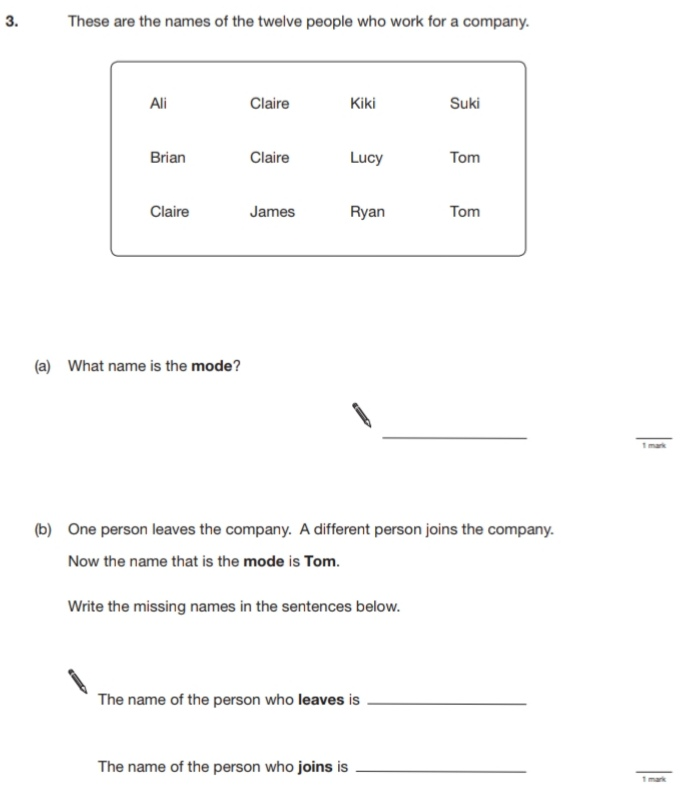 3. These are the names of the twelve people who work for a company.
Ali Claire Kiki Suki
Brian Claire Lucy Tom
Claire James Ryan Tom
(a) What name is the mode?
1 mark
(b) One person leaves the company. A different person joins the company.
Now the name that is the mode is Tom.
Write the missing names in the sentences below.
The name of the person who leaves is
The name of the person who joins is
1 mark